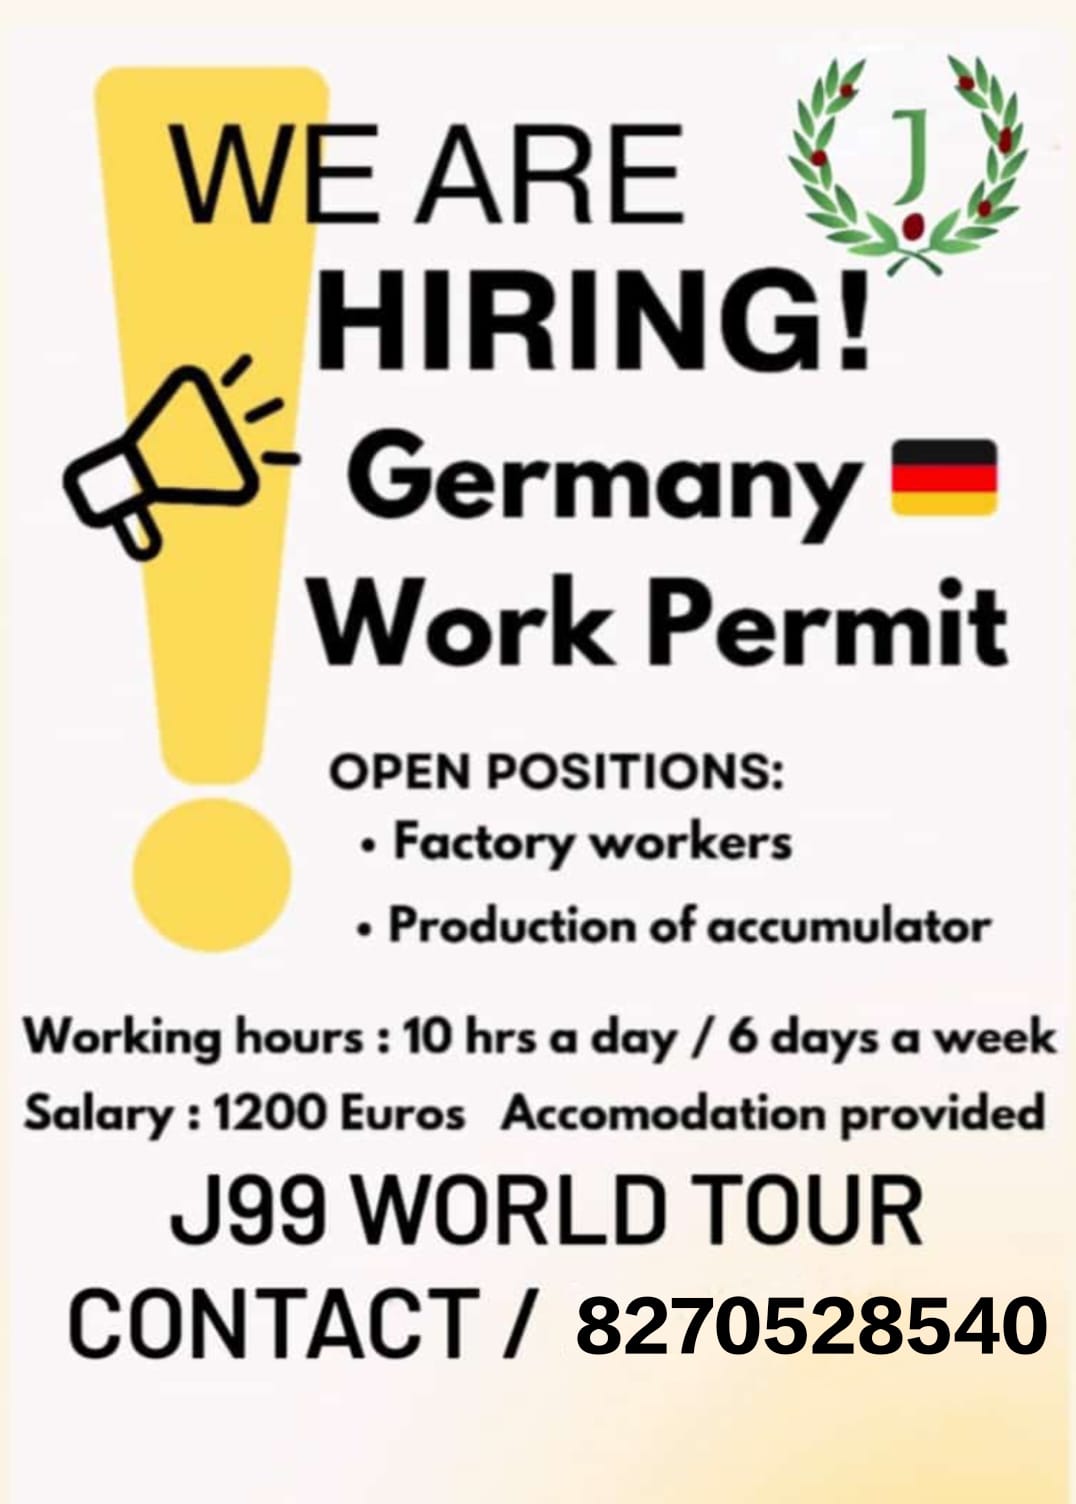 J
WE ARE
HIRING!
Germany
Work Permit
OPEN POSITIONS:
• Factory workers
• Production of accumulator
Working hours : 10 hrs a day / 6 days a week
Salary : 1200 Euros Accomodation provided
J99 WORLD TOUR
CONTACT / 8270528540